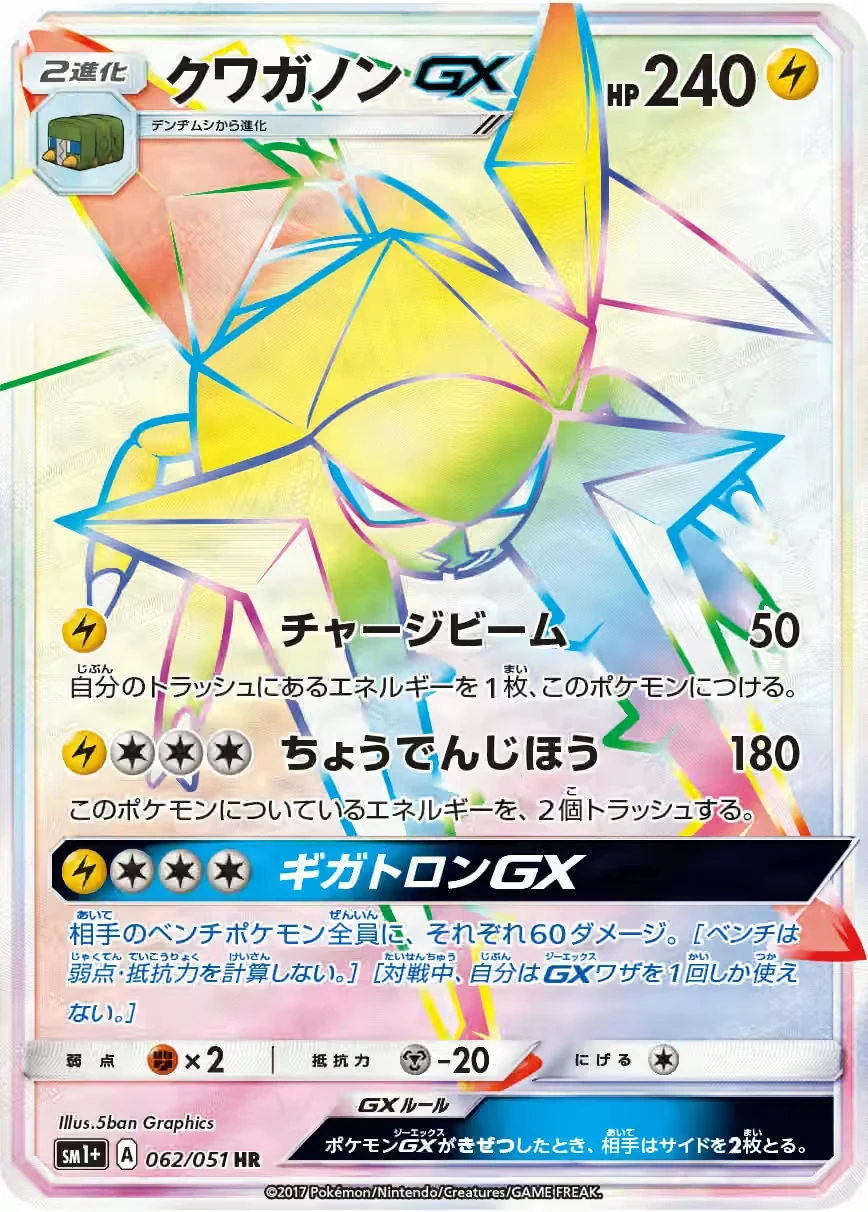 2進化
クワガノンGX
HP240
デンヂムシから進化
チャージビーム 50
自分のトラッシュにあるエネルギーを1枚、このポケモンにつける。
ちょうでんじほう 180
このポケモンについているエネルギーを、2個トラッシュする。
ギガトロンGX
相手のベンチポケモン全員に、それぞれ60ダメージ。[ベンチは
弱点・抵抗力を計算しない。] [対戦中、自分はGXワザを1回しか使え
ない。]
弱点 ×2 抵抗力 -20 にげる
GXルール
ポケモンGXがきぜつしたとき、相手はサイドを2枚とる。
Illus.5ban Graphics
SM1+ A 062/051 HR
©2017 Pokémon/Nintendo/Creatures/GAME FREAK.